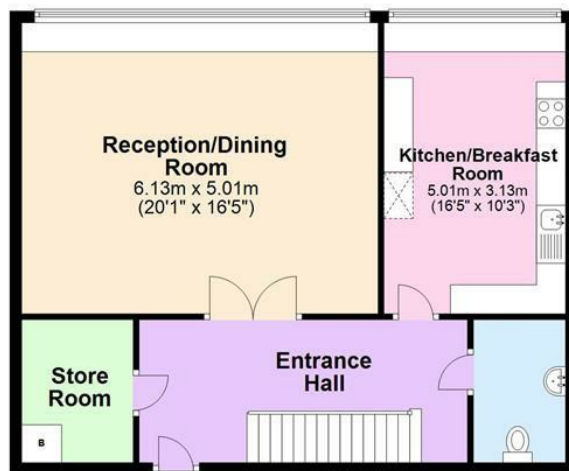 Reception/Dining
Room
6.13m x 5.01m
(20'1" x 16'5")
Kitchen/Breakfast
Room
5.01m x 3.13m
(16'5" x 10'3")
Store
Room
B
Entrance
Hall